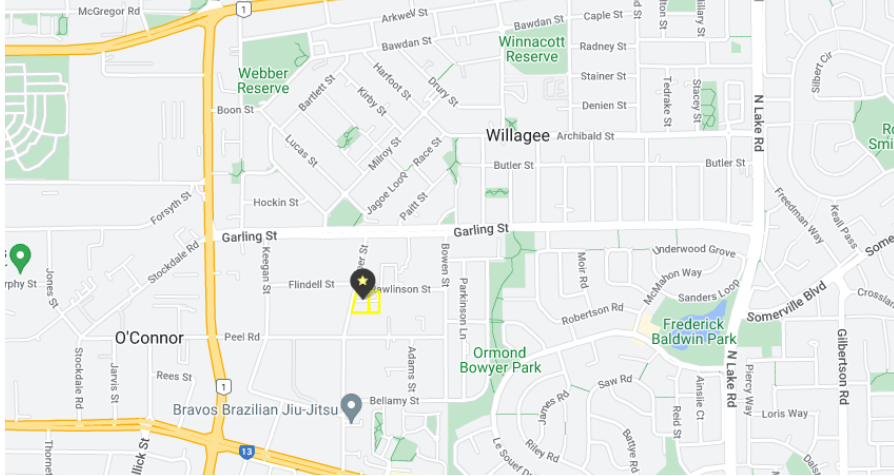 McGregor Rd
1
Arkwell St
Caple St
Bawdan St
Bawdan St
Winnacott
Reserve
Radney St
Webber
Reserve
Harfoot St
Drury St
Stainer St
Silbert Cir
Bartlett St
Kirby St
Tedrake St
Stacey St
Boon St
Denien St
N Lake Rd
Willagee
Archibald St
Lucas St
Milroy St
Race St
Butler St
Butler St
Jagoe Loop
Hockin St
Paitt St
Forsyth St
Freedman Way
Keall Pass
Garling St
Garling St
Stockdale Rd
Keegan St
Bowen St
Underwood Grove
Jones St
Moir Rd
McMahon Way
Flindell St
Parkinson Ln
Sanders Loop
Somerville Blvd
Robertson Rd
Frederick
Baldwin Park
O'Connor
Peel Rd
Ormond
Bowyer Park
Gilbertson Rd
Stockdale Rd
Jarvis St
Rees St
Adams St
N Lake Rd
Piercy Way
1
Saw Rd
Ainslie Ct
Bellamy St
James Rd
Bravos Brazilian Jiu-Jitsu
Reid St
Loris Way
Riley Rd
Battye Rd
13